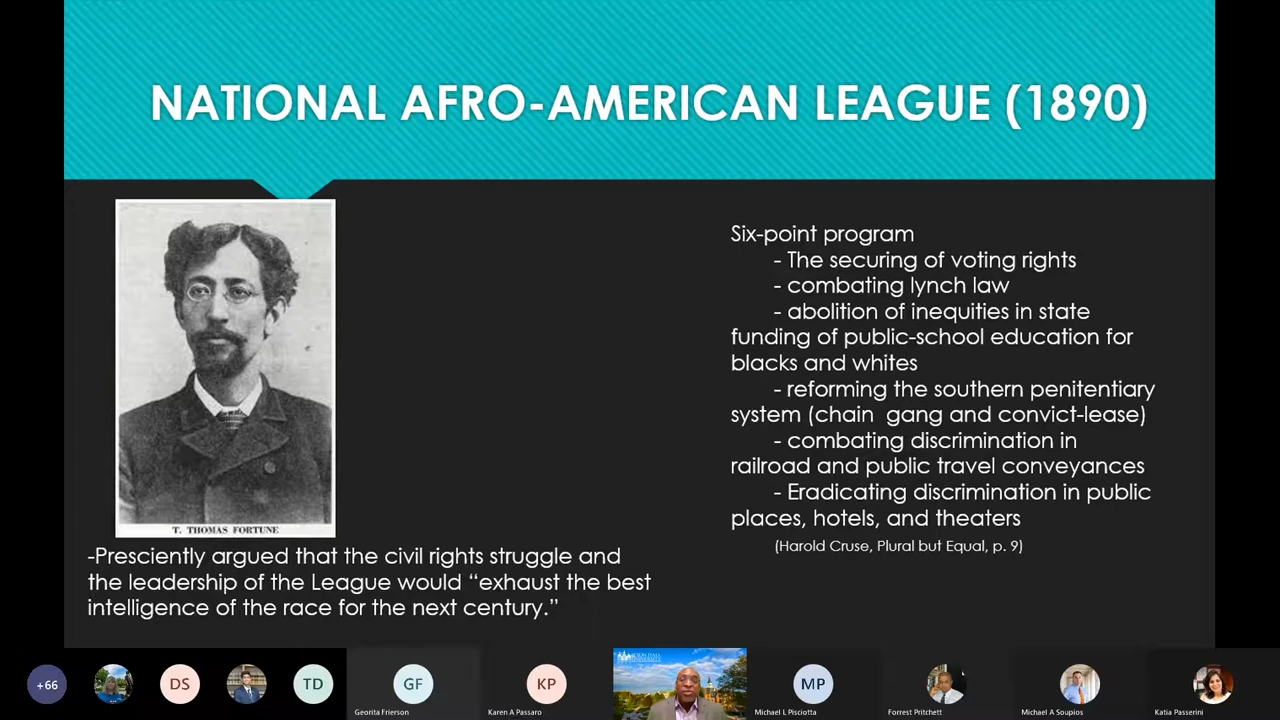 NATIONAL AFRO-AMERICAN LEAGUE (1890)
T. THOMAS FORTUNE
-Presciently argued that the civil rights struggle and
the leadership of the League would “exhaust the best
intelligence of the race for the next century.”
Six-point program
- The securing of voting rights
- combating lynch law
- abolition of inequities in state
funding of public-school education for
blacks and whites
- reforming the southern penitentiary
system (chain gang and convict-lease)
- combating discrimination in
railroad and public travel conveyances
- Eradicating discrimination in public
places, hotels, and theaters
(Harold Cruse, Plural but Equal, p. 9)
+66
DS
TD
GF
Georita Frierson
KP
Karen A Passaro
MP
Michael L Pisciotta
Forrest Pritchett
Michael A Soupios
Katia Passerini